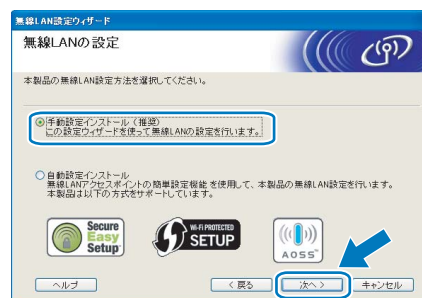 無線LAN設定ウィザード
無線LANの設定
本製品の無線LAN設定方法を選択してください。
手動設定インストール（推奨）
この設定ウィザードを使って無線LANの設定を行います。
自動設定インストール
無線LANアクセスポイントの簡単設定機能を使用して、本製品の無線LAN設定を行います。
本製品は以下の方式をサポートしています。
Secure
Easy
Setup
WI-FI PROTECTED
SETUP
AOSS
ヘルプ
< 戻る
次へ >
キャンセル